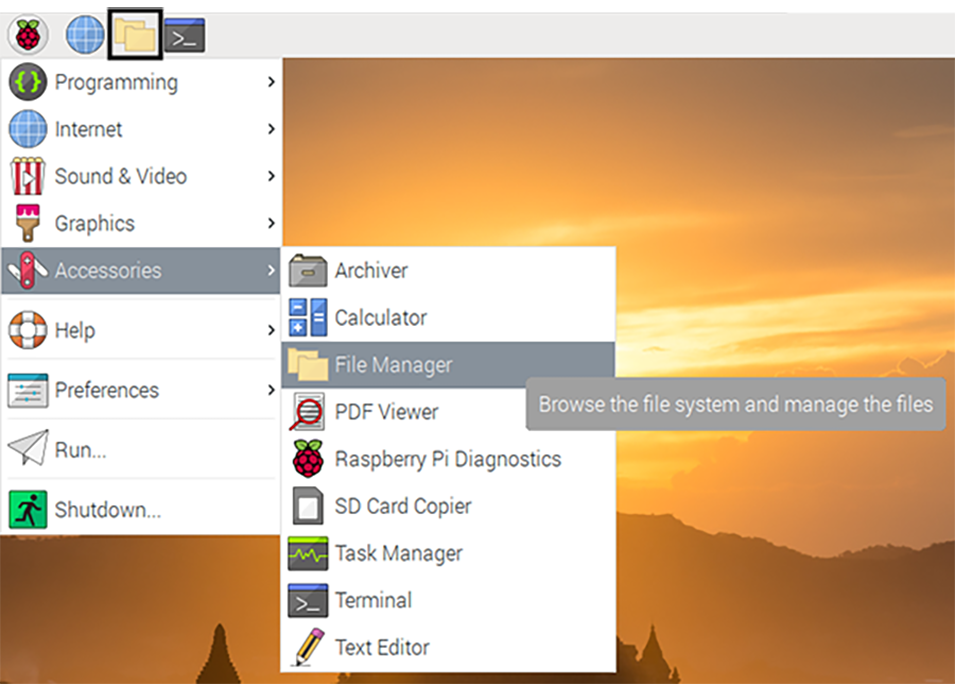 Programming
Internet
Sound & Video
Graphics
Accessories
Help
Preferences
Run...
Shutdown...
Archiver
Calculator
File Manager
Browse the file system and manage the files
PDF Viewer
Raspberry Pi Diagnostics
SD Card Copier
Task Manager
Terminal
Text Editor